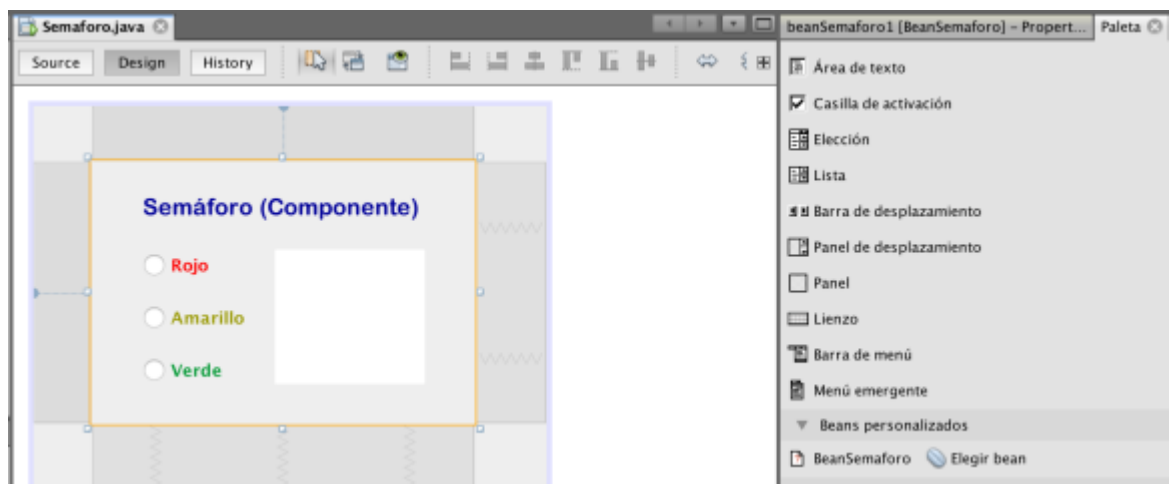 Semaforo.java
beanSemaforo1 [BeanSemaforo] - Propert... Paleta
Source Design History
Área de texto
Casilla de activación
Elección
Lista
Barra de desplazamiento
Panel de desplazamiento
Panel
Lienzo
Barra de menú
Menú emergente
Beans personalizados
BeanSemaforo Elegir bean
Semáforo (Componente)
Rojo
Amarillo
Verde